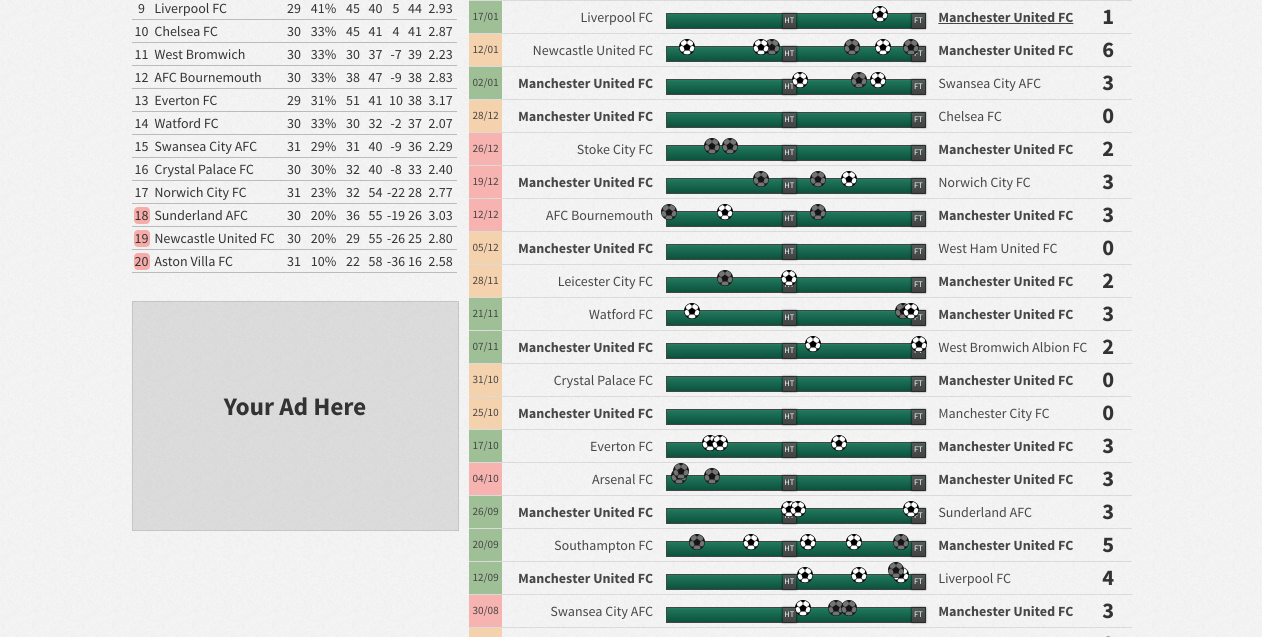 9 Liverpool FC 29 41% 45 40 5 44 2.93
10 Chelsea FC 30 33% 45 41 4 41 2.87
11 West Bromwich 30 33% 30 37 -7 39 2.23
12 AFC Bournemouth 30 33% 38 47 -9 38 2.83
13 Everton FC 29 31% 51 41 10 38 3.17
14 Watford FC 30 33% 30 32 -2 37 2.07
15 Swansea City AFC 31 29% 31 40 -9 36 2.29
16 Crystal Palace FC 30 30% 32 40 -8 33 2.40
17 Norwich City FC 31 23% 32 54 -22 28 2.77
18 Sunderland AFC 30 20% 36 55 -19 26 3.03
19 Newcastle United FC 30 20% 29 55 -26 25 2.80
20 Aston Villa FC 31 10% 22 58 -36 16 2.58
Your Ad Here
17/01 Liverpool FC HT FT Manchester United FC 1
12/01 Newcastle United FC HT FT Manchester United FC 6
02/01 Manchester United FC HT FT Swansea City AFC 3
28/12 Manchester United FC HT FT Chelsea FC 0
26/12 Stoke City FC HT FT Manchester United FC 2
19/12 Manchester United FC HT FT Norwich City FC 3
12/12 AFC Bournemouth HT FT Manchester United FC 3
05/12 Manchester United FC HT FT West Ham United FC 0
28/11 Leicester City FC FT Manchester United FC 2
21/11 Watford FC HT FT Manchester United FC 3
07/11 Manchester United FC HT West Bromwich Albion FC 2
31/10 Crystal Palace FC HT FT Manchester United FC 0
25/10 Manchester United FC HT FT Manchester City FC 0
17/10 Everton FC HT FT Manchester United FC 3
04/10 Arsenal FC HT FT Manchester United FC 3
26/09 Manchester United FC FT Sunderland AFC 3
20/09 Southampton FC HT FT Manchester United FC 5
12/09 Manchester United FC HT FT Liverpool FC 4
30/08 Swansea City AFC HT FT Manchester United FC 3